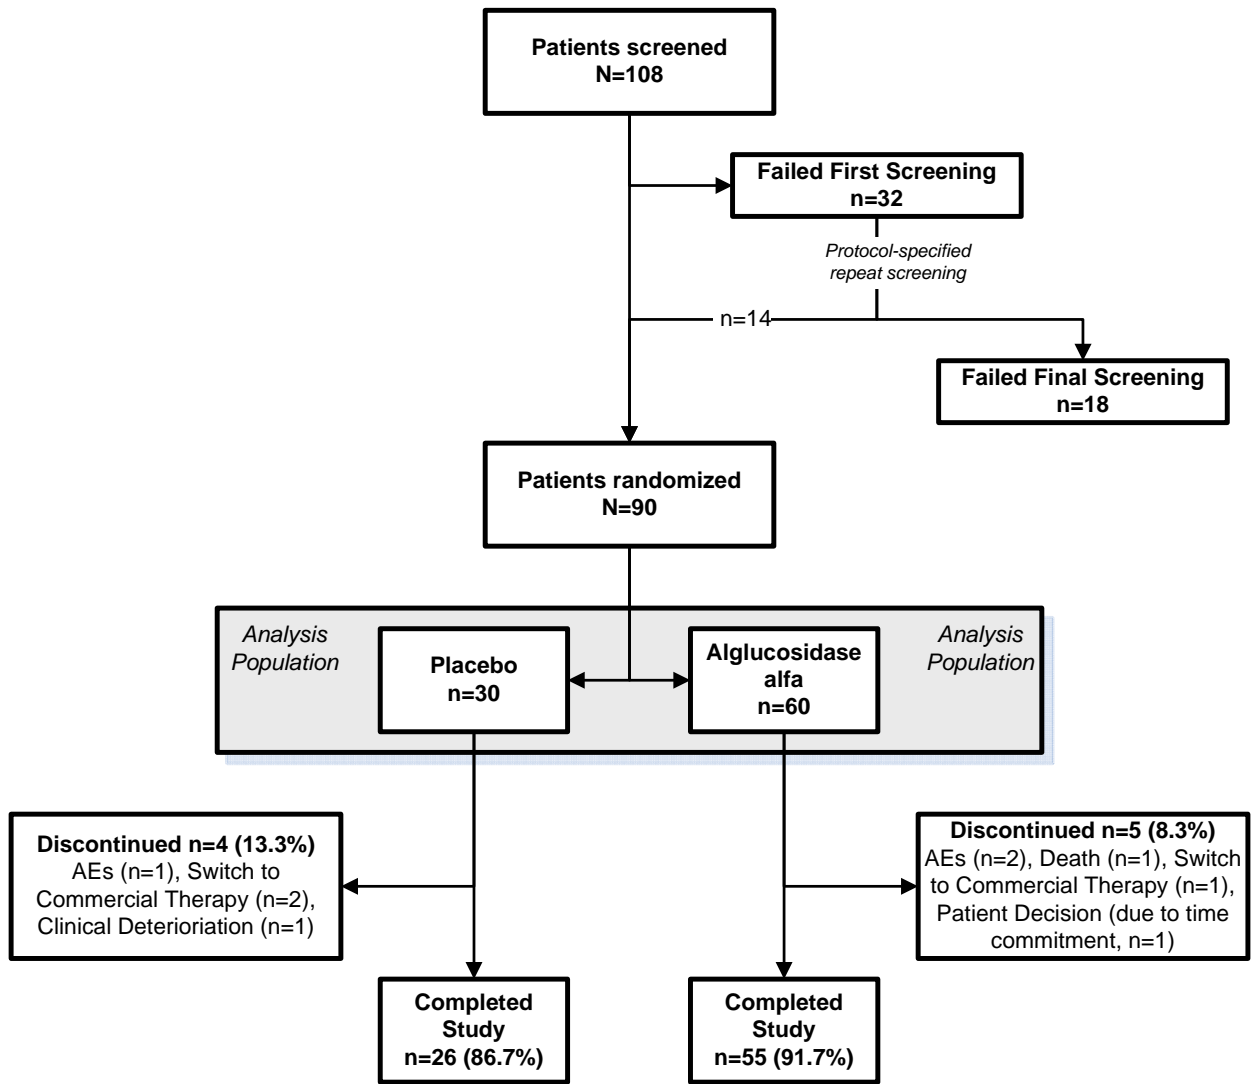 Patients screened
N=108
Failed First Screening
n=32
Protocol-specified
repeat screening
n=14
Failed Final Screening
n=18
Patients randomized
N=90
Analysis
Population
Placebo
n=30
Alglucosidase
alfa
n=60
Analysis
Population
Discontinued n=4 (13.3%)
AEs (n=1), Switch to
Commercial Therapy (n=2),
Clinical Deterioriation (n=1)
Discontinued n=5 (8.3%)
AEs (n=2), Death (n=1), Switch
to Commercial Therapy (n=1),
Patient Decision (due to time
commitment, n=1)
Completed
Study
n=26 (86.7%)
Completed
Study
n=55 (91.7%)